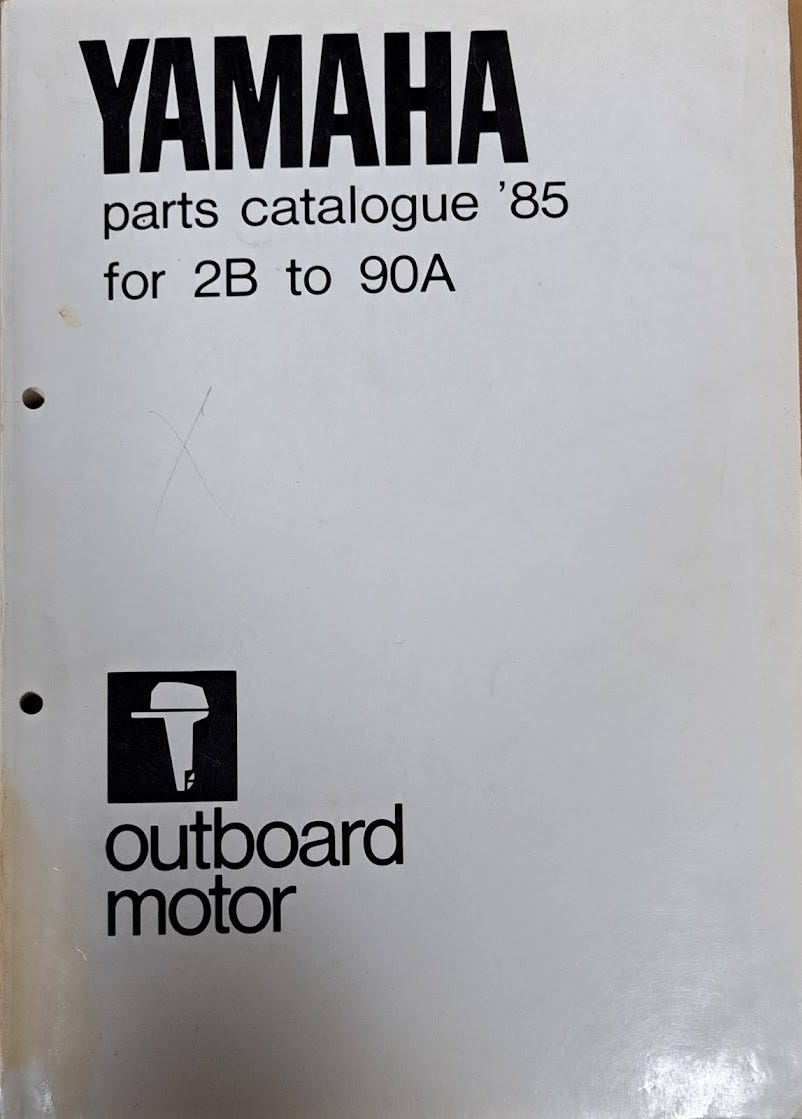 YAMAHA
parts catalogue '85
for 2B to 90A
outboard
motor